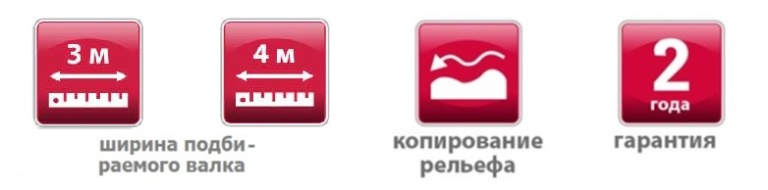 3 м
4 м
2
года
ширина подби-
раемого валка
копирование
рельефа
гарантия